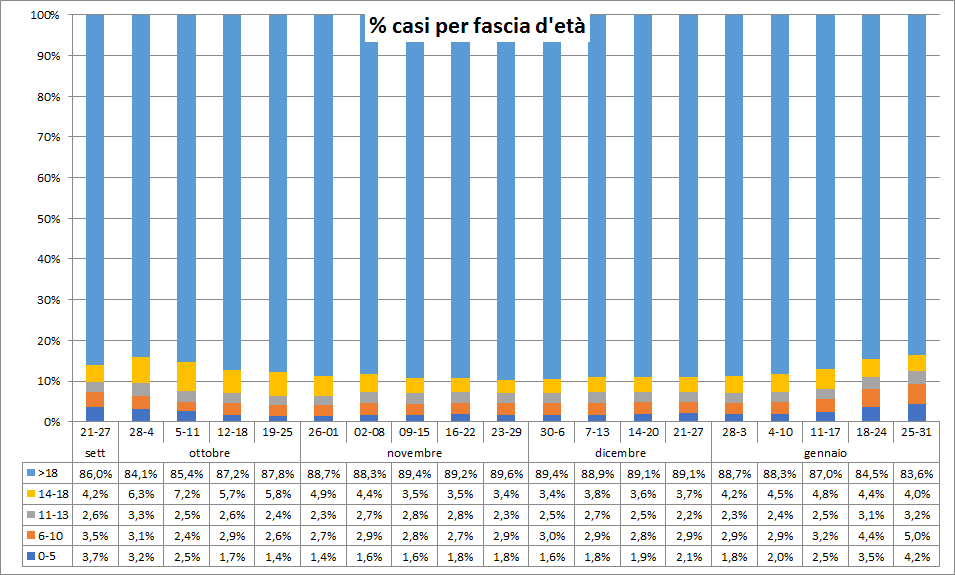 % casi per fascia d'età
100%
90%
80%
70%
60%
50%
40%
30%
20%
10%
0%
21-27 28-4 5-11 12-18 19-25 26-01 02-08 09-15 16-22 23-29 30-6 7-13 14-20 21-27 28-3 4-10 11-17 18-24 25-31
sett ottobre novembre dicembre gennaio
>18 86,0% 84,1% 85,4% 87,2% 87,8% 88,7% 88,3% 89,4% 89,2% 89,6% 89,4% 88,9% 89,1% 89,1% 88,7% 88,3% 87,0% 84,5% 83,6%
14-18 4,2% 6,3% 7,2% 5,7% 5,8% 4,9% 4,4% 3,5% 3,5% 3,4% 3,4% 3,8% 3,6% 3,7% 4,2% 4,5% 4,8% 4,4% 4,0%
11-13 2,6% 3,3% 2,5% 2,6% 2,4% 2,3% 2,7% 2,8% 2,8% 2,3% 2,5% 2,7% 2,5% 2,2% 2,3% 2,4% 2,5% 3,1% 3,2%
6-10 3,5% 3,1% 2,4% 2,9% 2,6% 2,7% 2,9% 2,8% 2,7% 2,9% 3,0% 2,9% 2,8% 2,9% 2,9% 2,9% 3,2% 4,4% 5,0%
0-5 3,7% 3,2% 2,5% 1,7% 1,4% 1,4% 1,6% 1,6% 1,8% 1,8% 1,6% 1,8% 1,9% 2,1% 1,8% 2,0% 2,5% 3,5% 4,2%